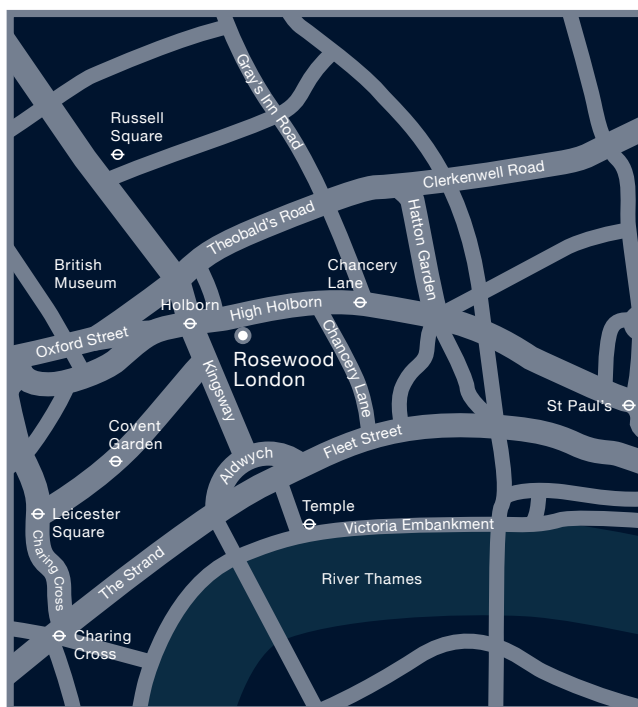 Gray's Inn Road
Russell
Square
Clerkenwell Road
Theobald's Road
Hatton Garden
British
Museum
Chancery
Lane
Holborn
High Holborn
Oxford Street
Rosewood
London
Chancery Lane
Kingsway
St Paul's
Covent
Garden
Fleet Street
Aldwych
Temple
Leicester
Square
Victoria Embankment
Charing Cross
The Strand
River Thames
Charing
Cross